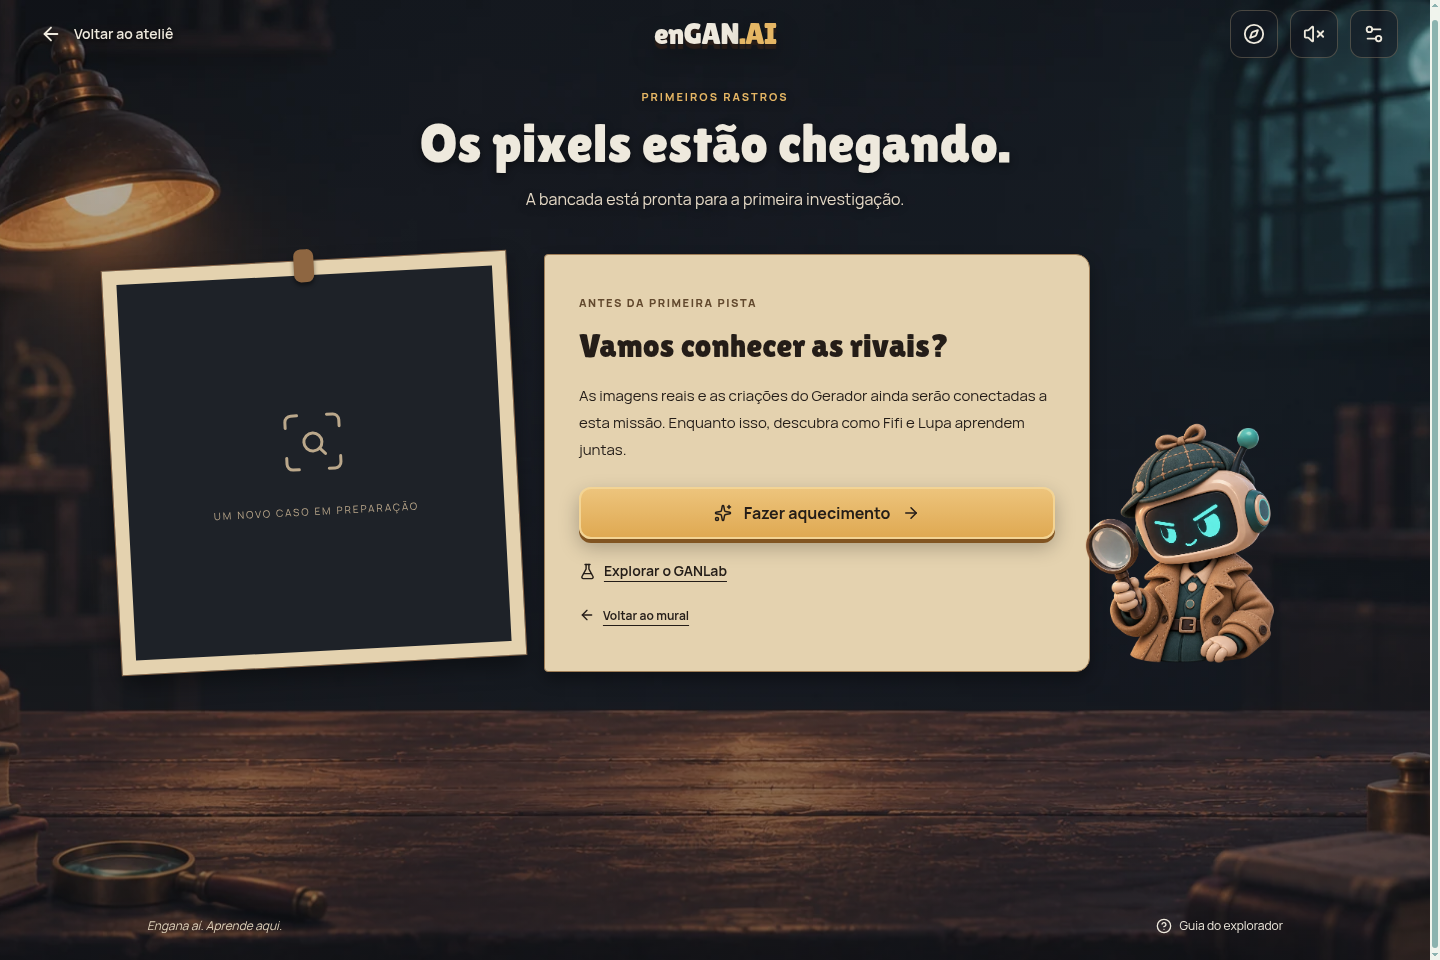 Voltar ao ateliê
enGAN.AI
PRIMEIROS RASTROS
Os pixels estão chegando.
A bancada está pronta para a primeira investigação.
UM NOVO CASO EM PREPARAÇÃO
ANTES DA PRIMEIRA PISTA
Vamos conhecer as rivais?
As imagens reais e as criações do Gerador ainda serão conectadas a
esta missão. Enquanto isso, descubra como Fifi e Lupa aprendem
juntas.
Fazer aquecimento
Explorar o GANLab
Voltar ao mural
Engana aí. Aprende aqui.
Guia do explorador